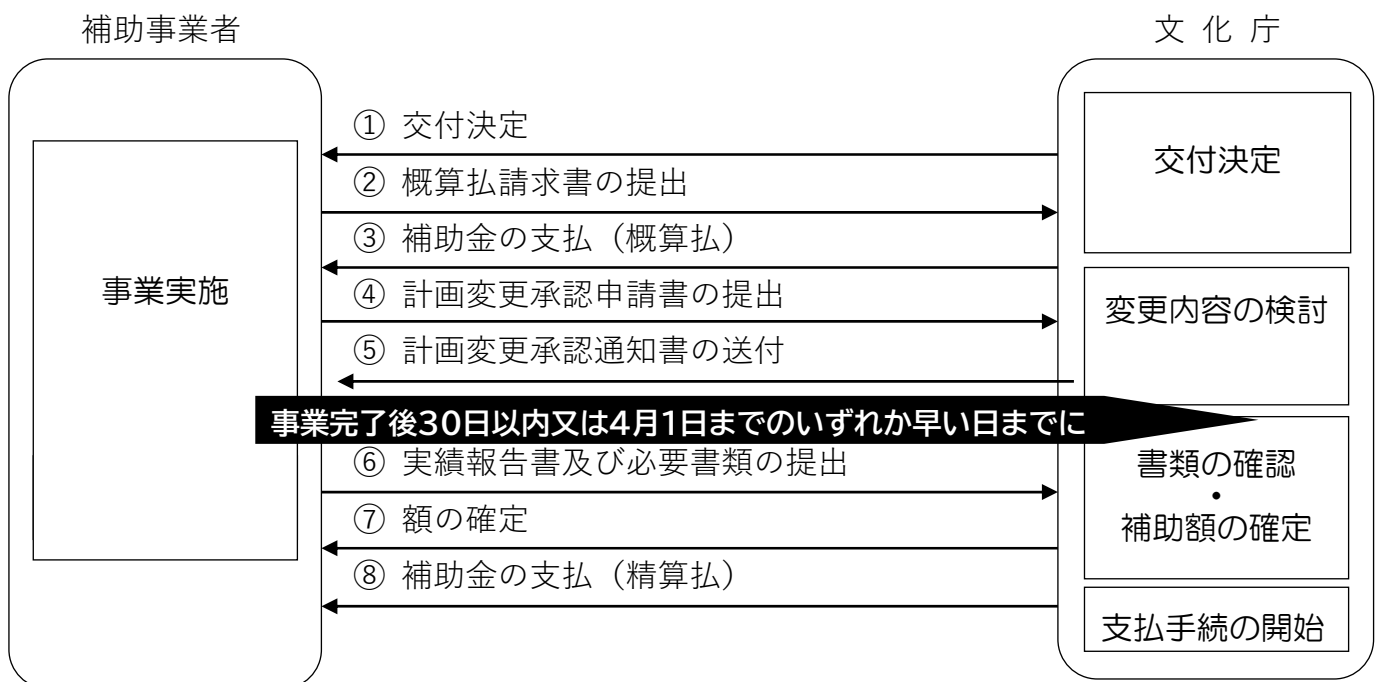 補助事業者
文 化 庁
① 交付決定
② 概算払請求書の提出
③ 補助金の支払（概算払）
④ 計画変更承認申請書の提出
⑤ 計画変更承認通知書の送付
事業完了後30日以内又は4月1日までのいずれか早い日までに
⑥ 実績報告書及び必要書類の提出
⑦ 額の確定
⑧ 補助金の支払（精算払）
事業実施
交付決定
変更内容の検討
書類の確認
・
補助額の確定
支払手続の開始